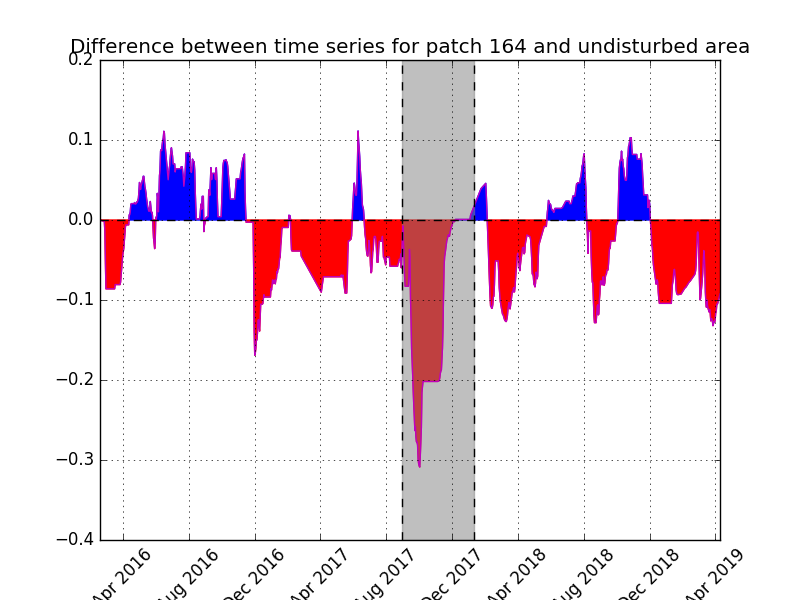 Difference between time series for patch 164 and undisturbed area
0.2
0.1
0.0
−0.1
−0.2
−0.3
−0.4
Apr 2016
Aug 2016
Dec 2016
Apr 2017
Aug 2017
Dec 2017
Apr 2018
Aug 2018
Dec 2018
Apr 2019